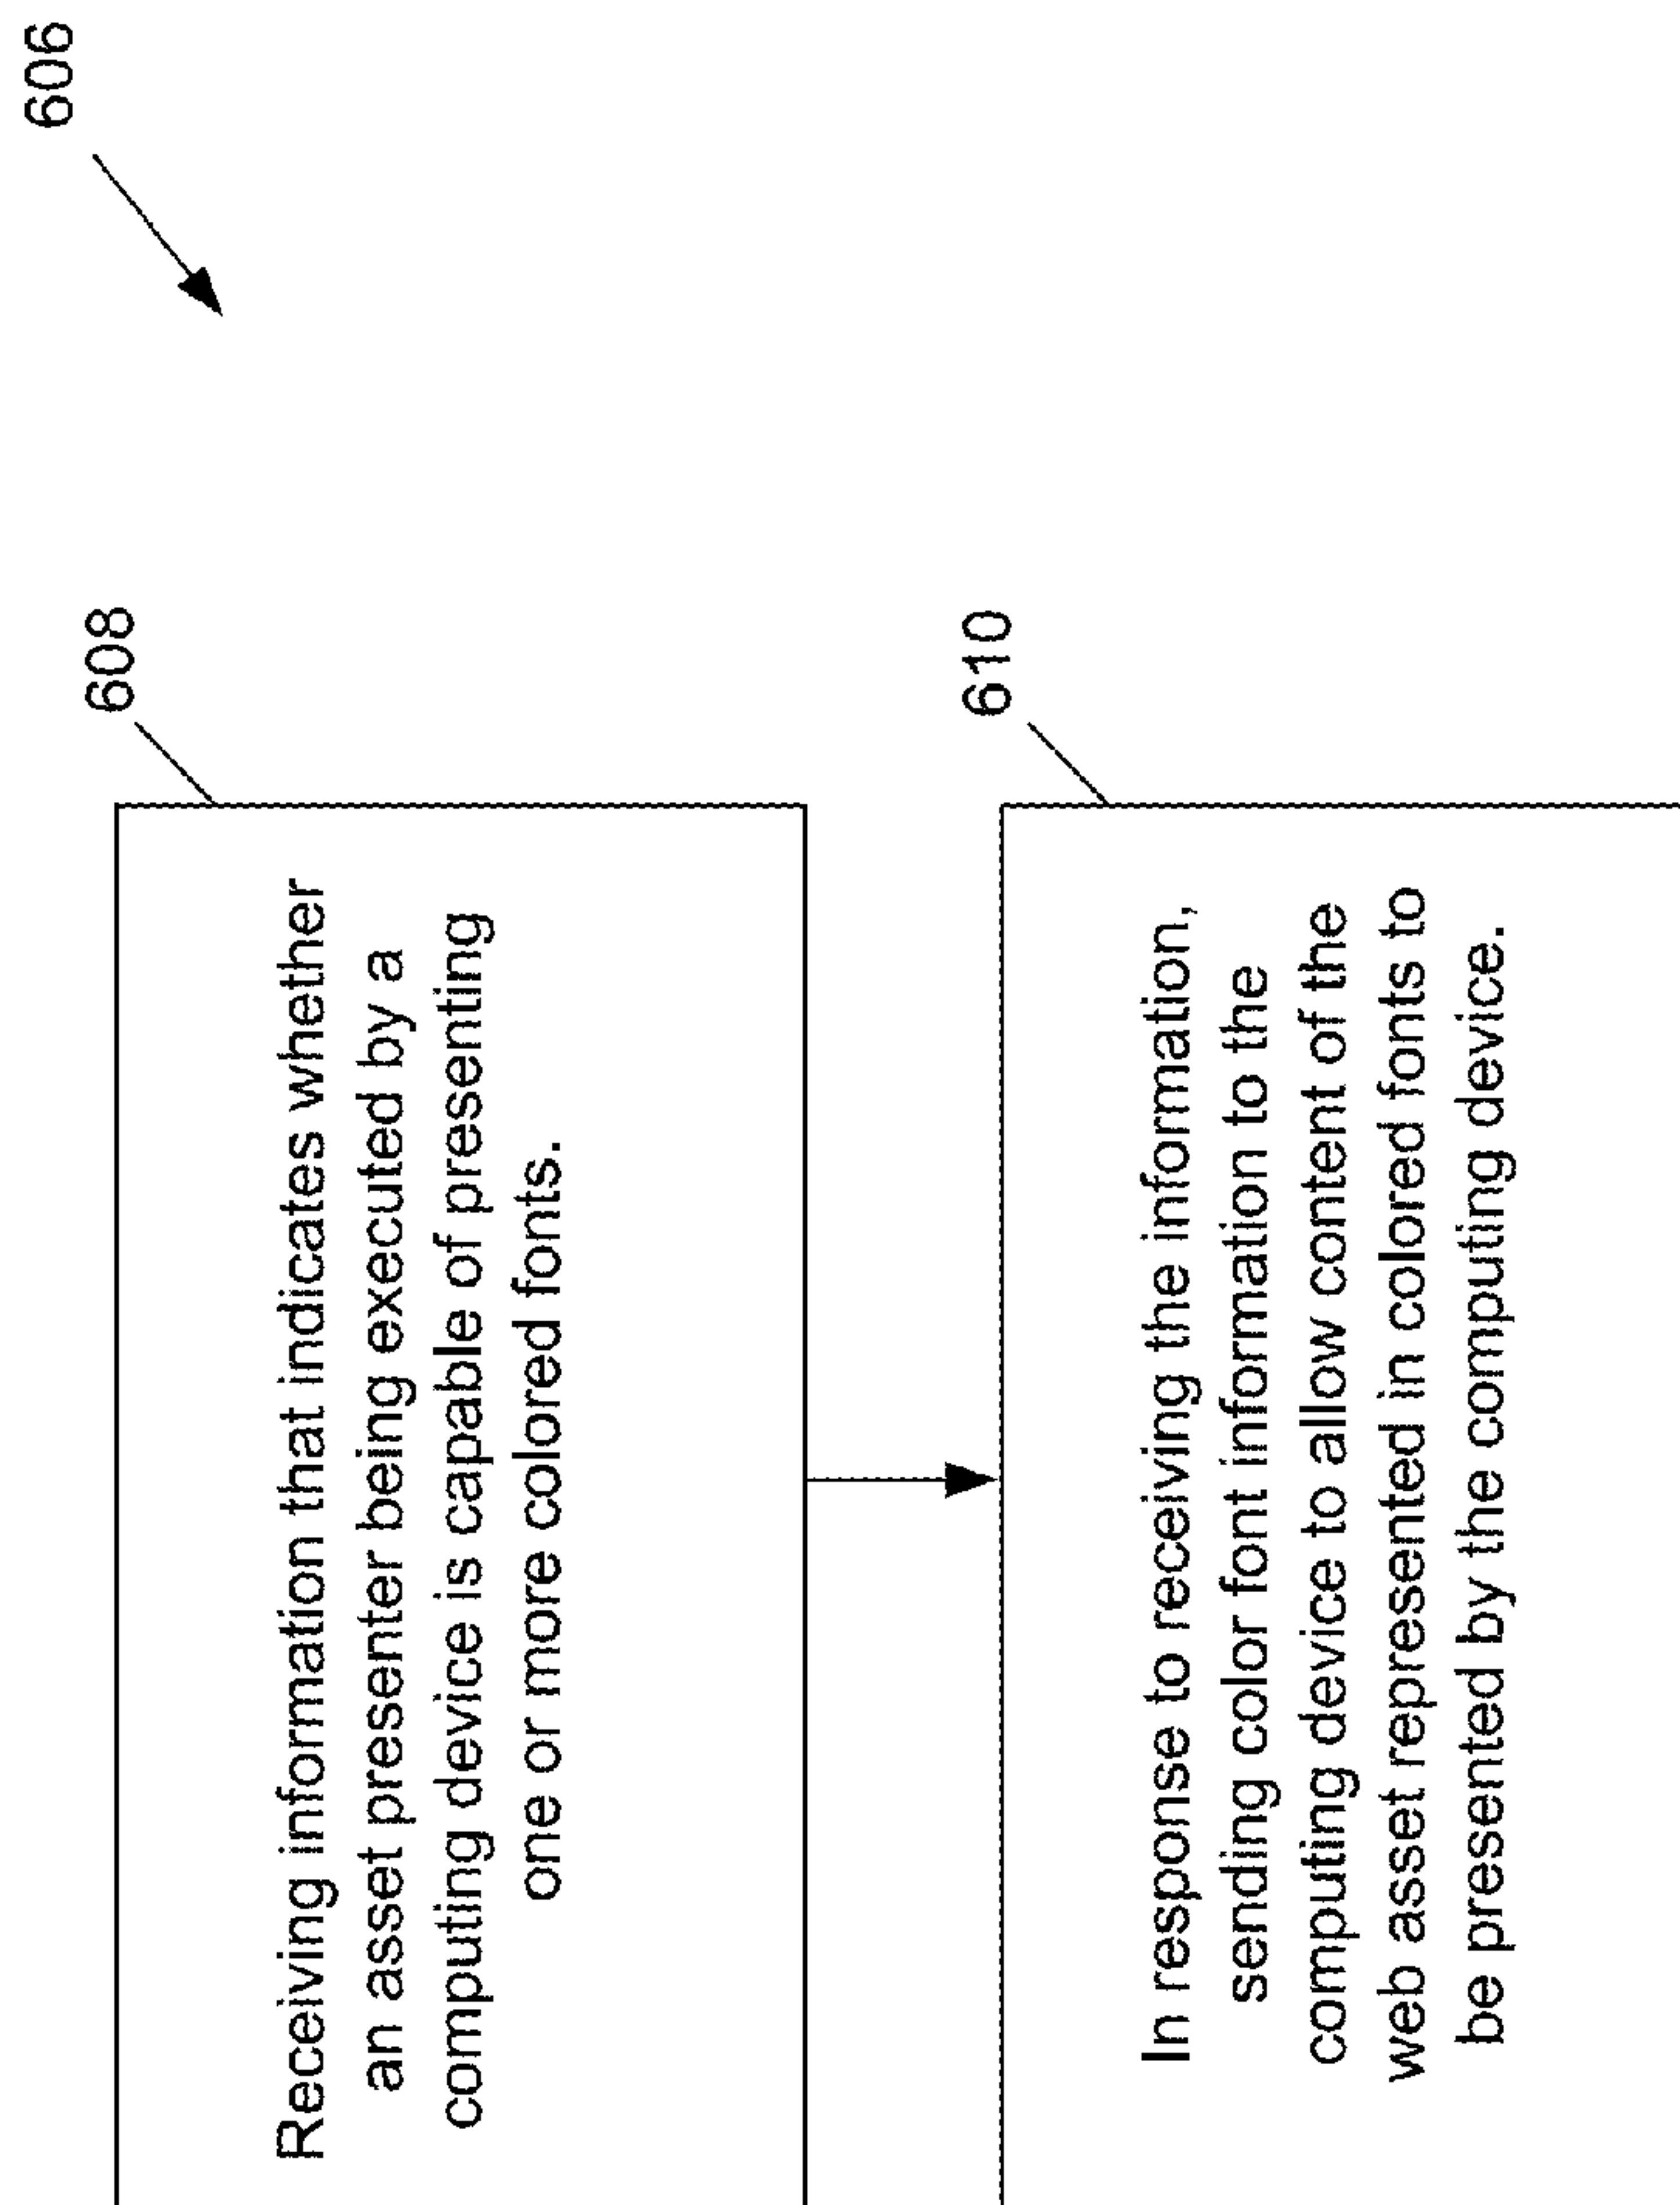 606
608
Receiving information that indicates whether
an asset presenter being executed by a
computing device is capable of presenting
one or more colored fonts.
610
In response to receiving the information,
sending color font information to the
computing device to allow content of the
web asset represented in colored fonts to
be presented by the computing device.